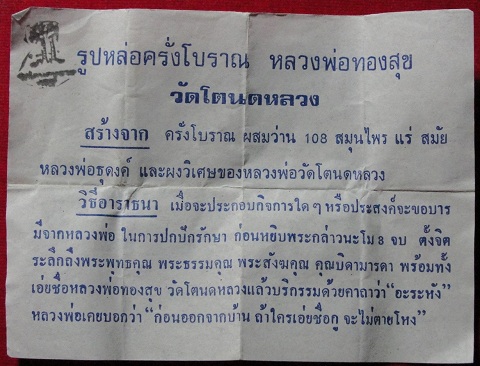 รูปหล่อครั่งโบราณ หลวงพ่อทองสุข
วัดโตนดหลวง
สร้างจาก ครั่งโบราณ ผสมว่าน 108 สมุนไพร แร่ สมัย
หลวงพ่อธุดงค์ และผงวิเศษของหลวงพ่อวัดโตนดหลวง
วิธีอาราธนา เมื่อจะประกอบกิจการใด ๆ หรือประสงค์จะขอบาร
มีจากหลวงพ่อ ในการปกปักรักษา ก่อนหยิบพระกล่าวนะโม 3 จบ ตั้งจิต
ระลึกถึงพระพุทธคุณ พระธรรมคุณ พระสังฆคุณ คุณบิดามารดา พร้อมทั้ง
เอ่ยชื่อหลวงพ่อทองสุข วัดโตนดหลวงแล้วบริกรรมด้วยคาถาว่า “อะระหัง”
หลวงพ่อเคยบอกว่า “ก่อนออกจากบ้าน ถ้าใครเอ่ยชื่อกู จะไม่ตายโหง”